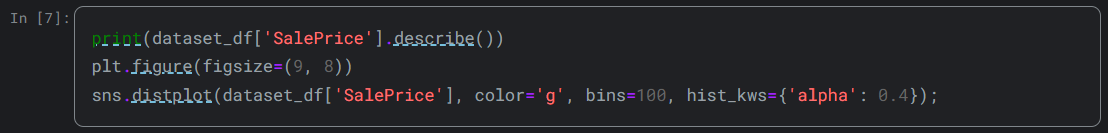 In [7]:
print(dataset_df['SalePrice'].describe())
plt.figure(figsize=(9, 8))
sns.distplot(dataset_df['SalePrice'], color='g', bins=100, hist_kws={'alpha': 0.4});